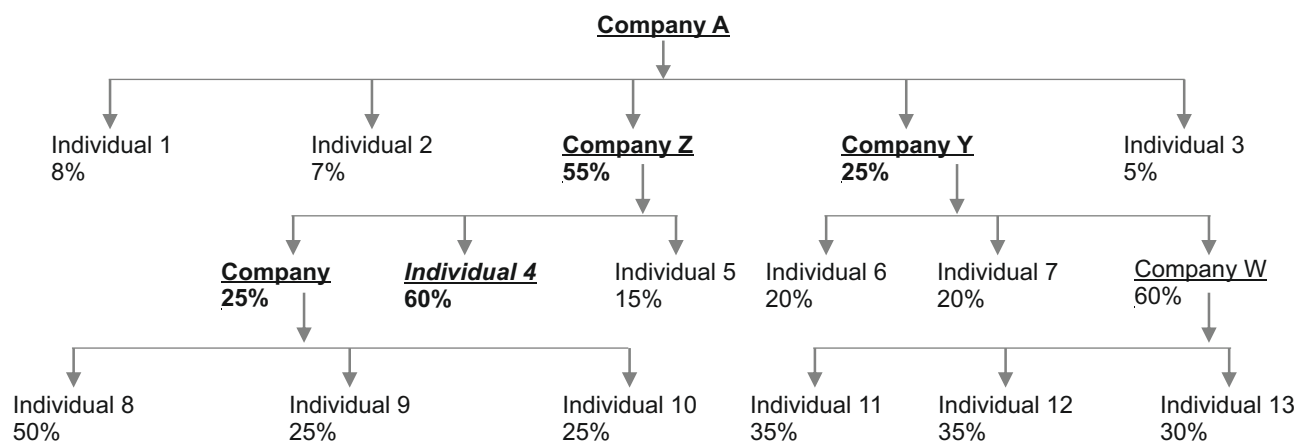 Company A
Individual 1
8%
Individual 2
7%
Company Z
55%
Company Y
25%
Individual 3
5%
Company
25%
Individual 4
60%
Individual 5
15%
Individual 6
20%
Individual 7
20%
Company W
60%
Individual 8
50%
Individual 9
25%
Individual 10
25%
Individual 11
35%
Individual 12
35%
Individual 13
30%